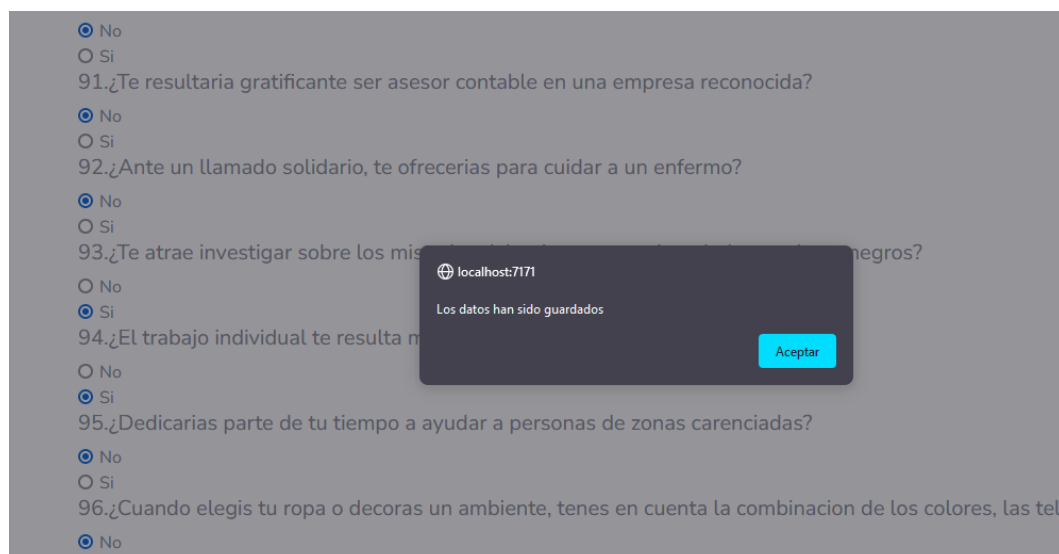 No
Si
91.¿Te resultaria gratificante ser asesor contable en una empresa reconocida?
No
Si
92.¿Ante un llamado solidario, te ofrecerias para cuidar a un enfermo?
No
Si
93.¿Te atrae investigar sobre los negros?
No
Si
94.¿El trabajo individual te resulta
No
Si
95.¿Dedicarias parte de tu tiempo a ayudar a personas de zonas carenciadas?
No
Si
96.¿Cuando elegis tu ropa o decoras un ambiente, tenes en cuenta la combinacion de los colores, las tel
No
localhost:7171
Los datos han sido guardados
Aceptar